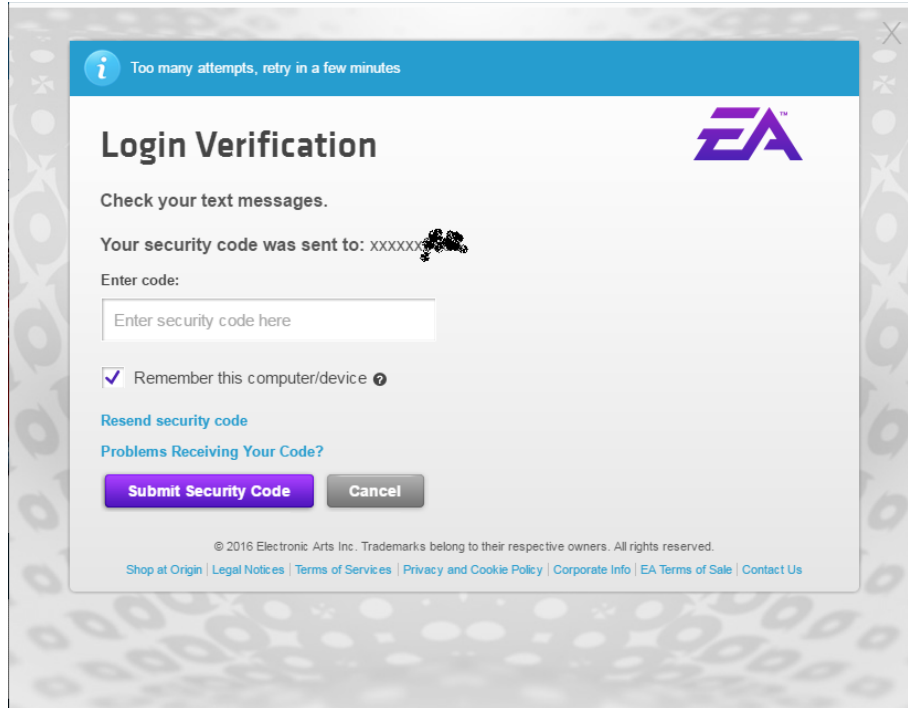 X
Too many attempts, retry in a few minutes
EA™
Login Verification
Check your text messages.
Your security code was sent to: xxxxxx
Enter code:
Enter security code here
Remember this computer/device ?
Resend security code
Problems Receiving Your Code?
Submit Security Code Cancel
© 2016 Electronic Arts Inc. Trademarks belong to their respective owners. All rights reserved.
Shop at Origin | Legal Notices | Terms of Services | Privacy and Cookie Policy | Corporate Info | EA Terms of Sale | Contact Us